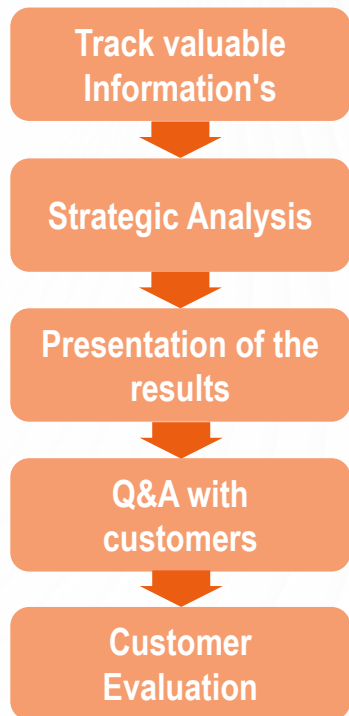 Track valuable
Information's
Strategic Analysis
Presentation of the
results
Q&A with
customers
Customer
Evaluation